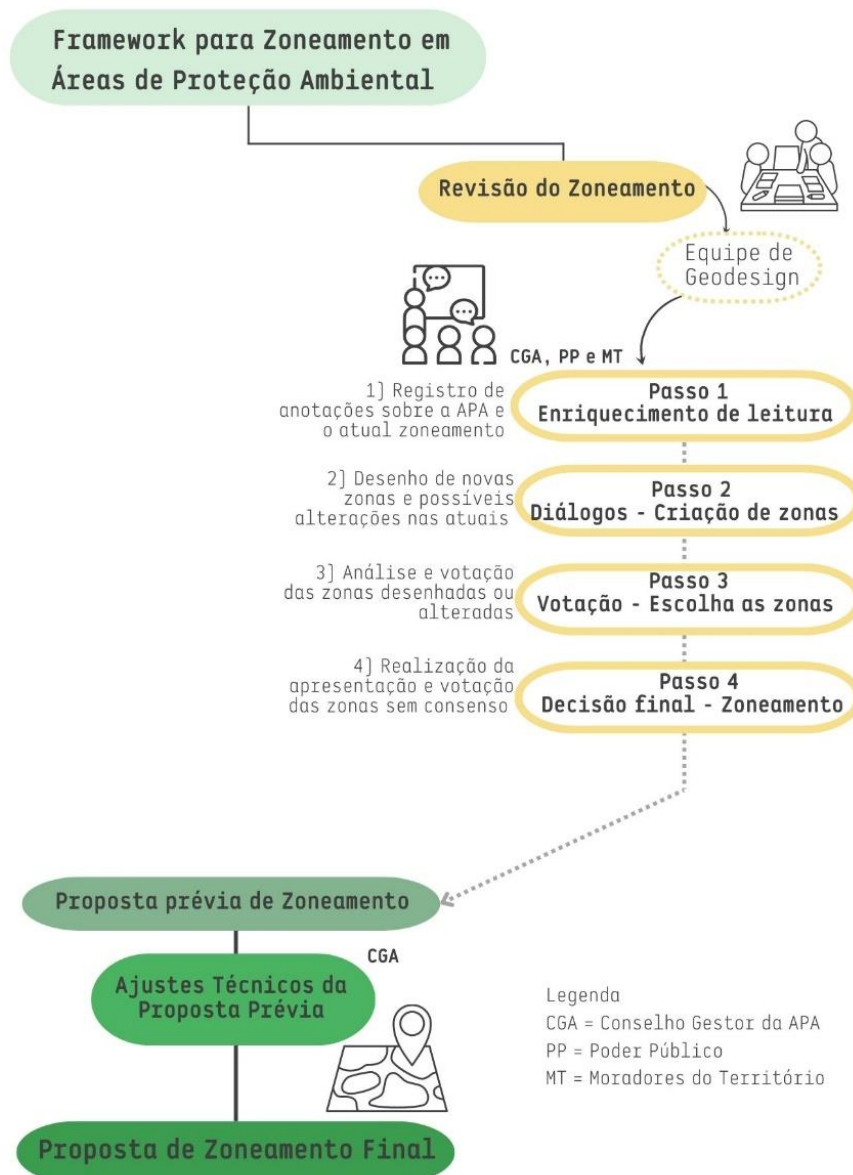 Framework para Zoneamento em
Áreas de Proteção Ambiental
Revisão do Zoneamento
Equipe de
Geodesign
CGA, PP e MT
1) Registro de
anotações sobre a APA e
o atual zoneamento
Passo 1
Enriquecimento de leitura
2) Desenho de novas
zonas e possíveis
alterações nas atuais
Passo 2
Diálogos - Criação de zonas
3) Análise e votação
das zonas desenhadas ou
alteradas
Passo 3
Votação - Escolha as zonas
4) Realização da
apresentação e votação
das zonas sem consenso
Passo 4
Decisão final - Zoneamento
Proposta prévia de Zoneamento
CGA
Ajustes Técnicos da
Proposta Prévia
Legenda
CGA = Conselho Gestor da APA
PP = Poder Público
MT = Moradores do Território
Proposta de Zoneamento Final